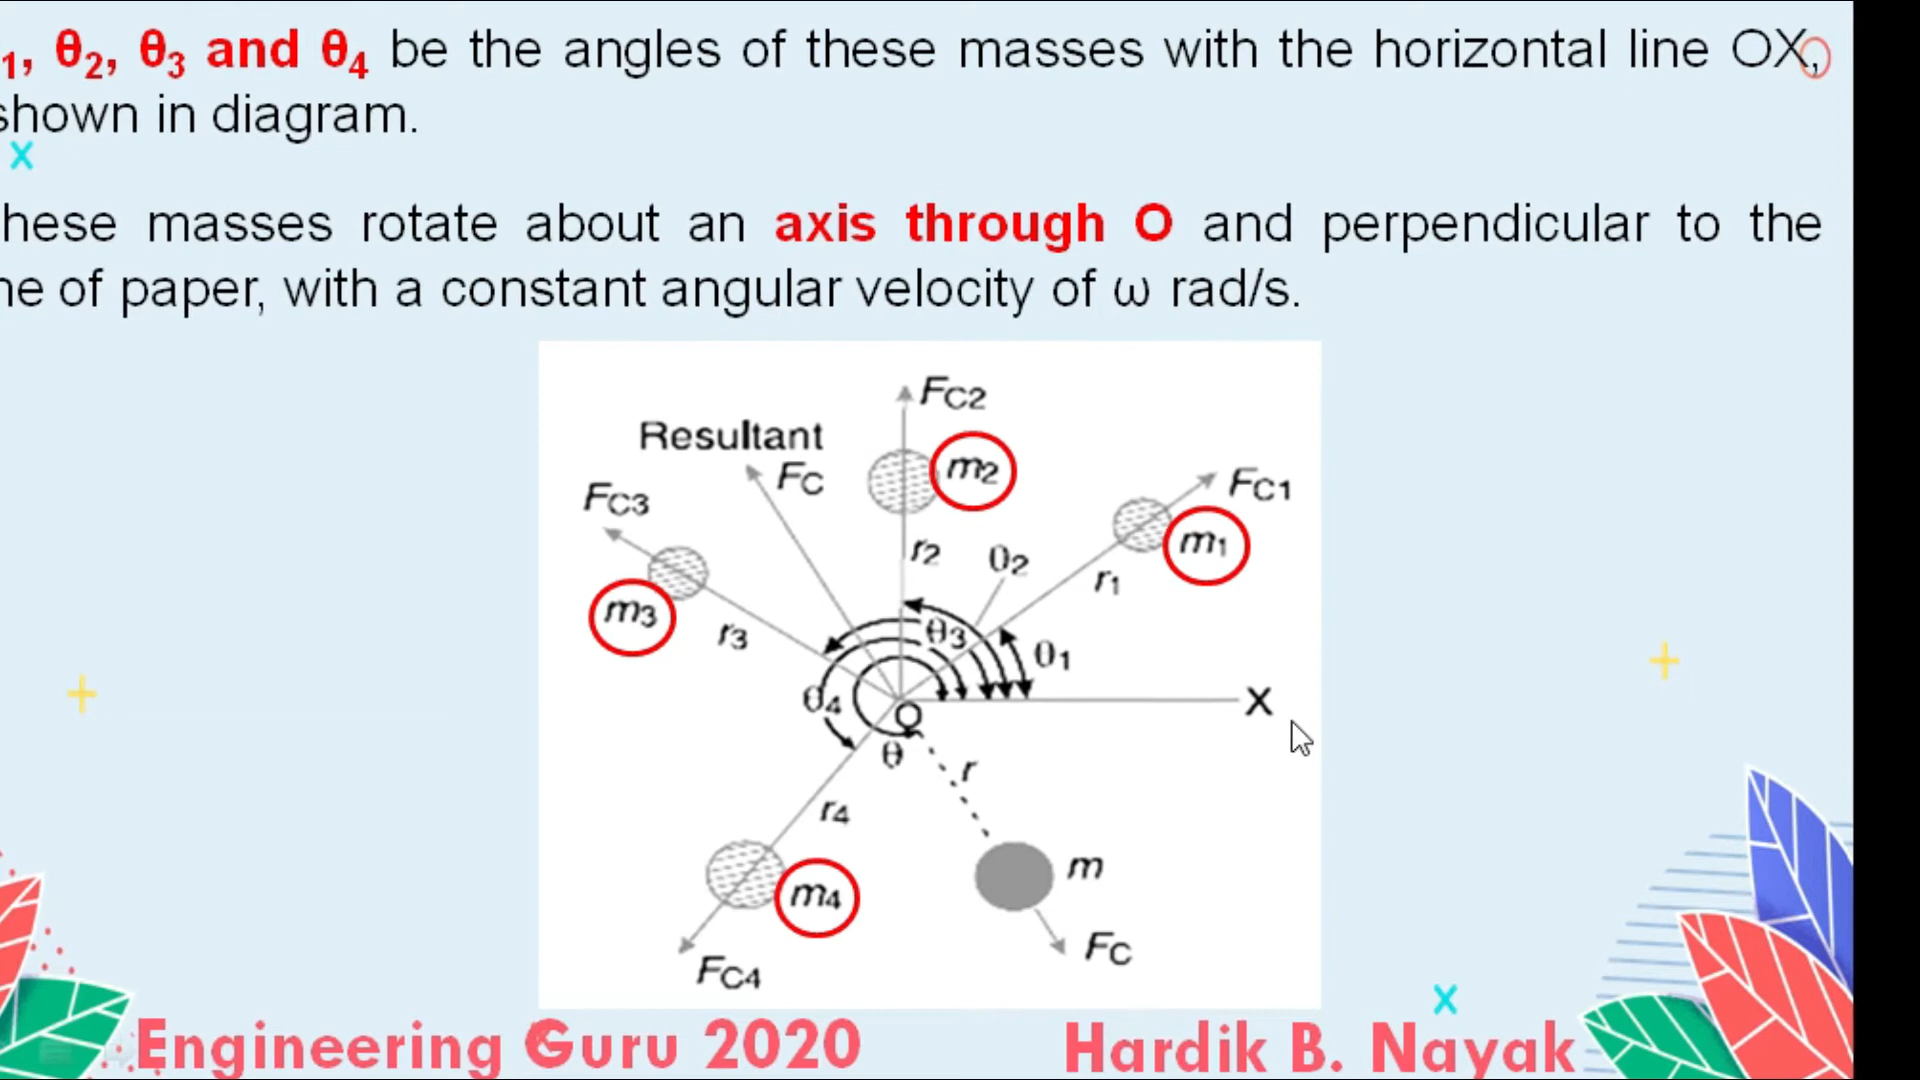 1, θ2, θ3 and θ4 be the angles of these masses with the horizontal line OX,
shown in diagram.
hese masses rotate about an axis through O and perpendicular to the
ne of paper, with a constant angular velocity of ω rad/s.
FC2
Resultant
FC
m2
FC1
FC3
m1
r2
θ2
r1
m3
r3
θ3
θ1
θ4
O
X
θ
r
r4
m
m4
FC
FC4
Engineering Guru 2020
Hardik B. Nayak